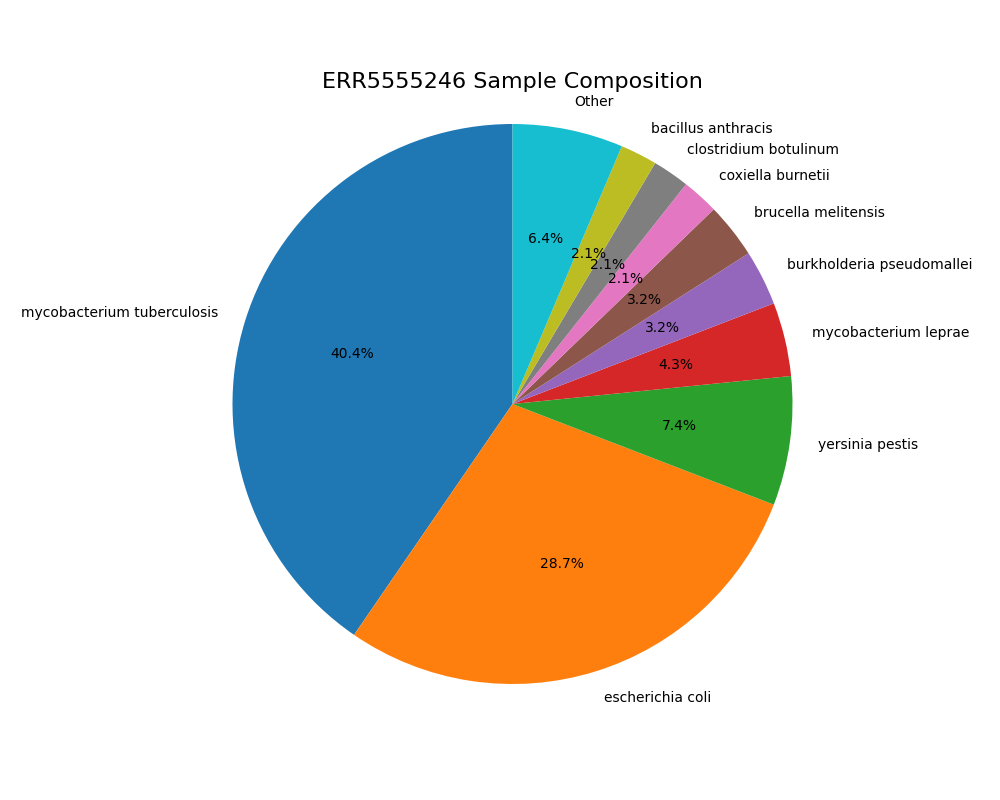 ERR5555246 Sample Composition
Other
bacillus anthracis
clostridium botulinum
coxiella burnetii
brucella melitensis
burkholderia pseudomallei
mycobacterium leprae
yersinia pestis
escherichia coli
mycobacterium tuberculosis
6.4%
2.1%
2.1%
2.1%
3.2%
3.2%
4.3%
7.4%
28.7%
40.4%